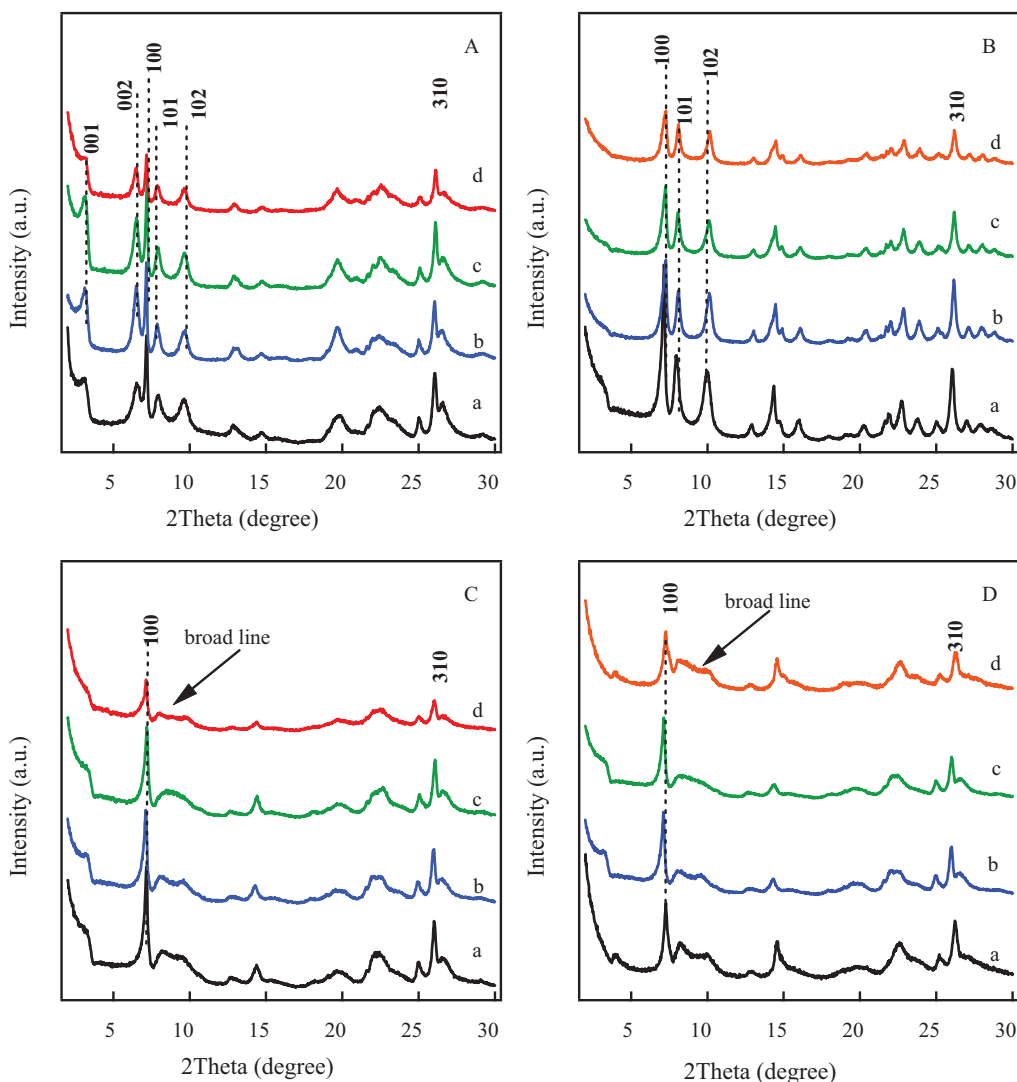 A
001
002
100
101
102
310
d
c
b
a
Intensity (a.u.)
5 10 15 20 25 30
2Theta (degree)
B
100
101
102
310
d
c
b
a
Intensity (a.u.)
5 10 15 20 25 30
2Theta (degree)
C
100
broad line
310
d
c
b
a
Intensity (a.u.)
5 10 15 20 25 30
2Theta (degree)
D
100
broad line
310
d
c
b
a
Intensity (a.u.)
5 10 15 20 25 30
2Theta (degree)